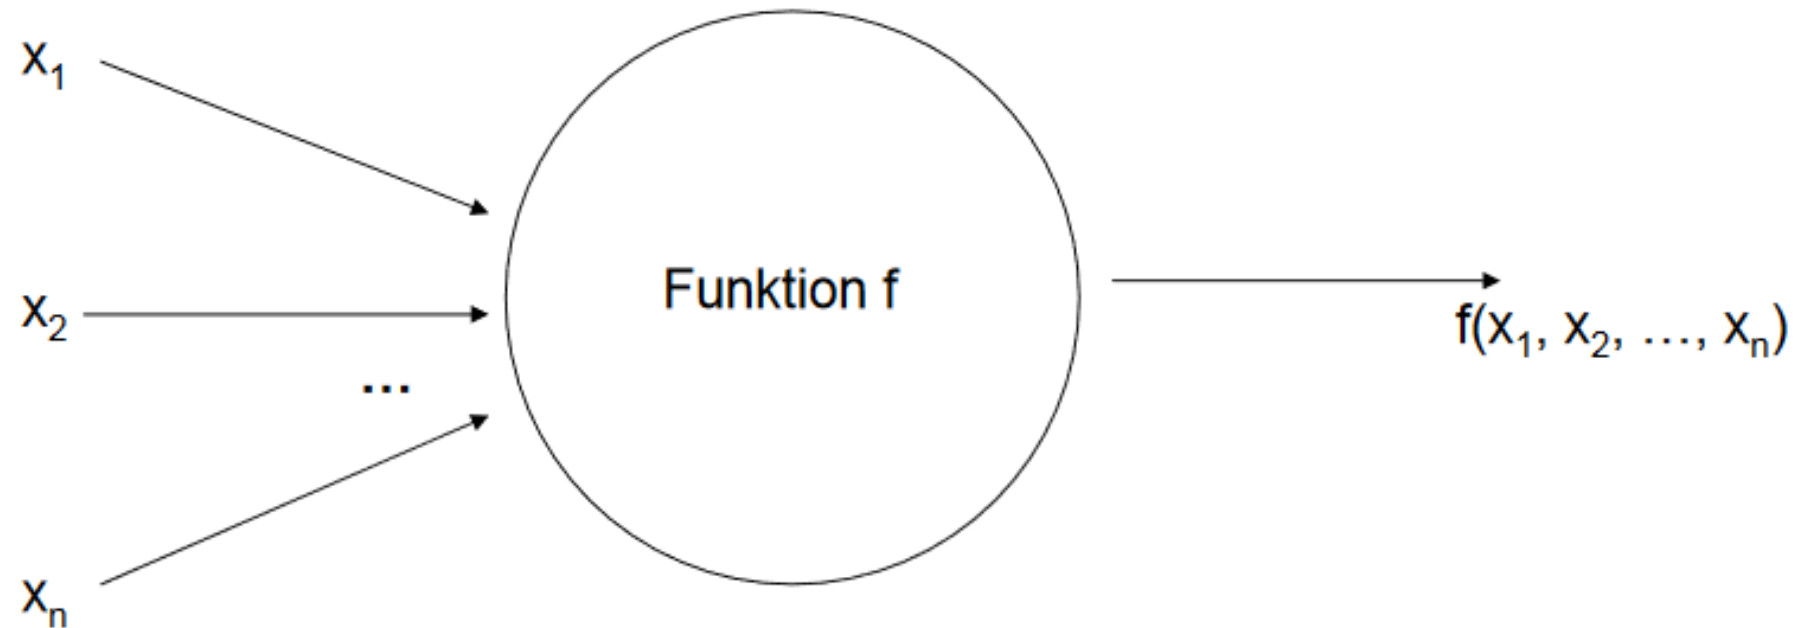 x₁
x₂
...
xₙ
Funktion f
f(x₁, x₂, ..., xₙ)